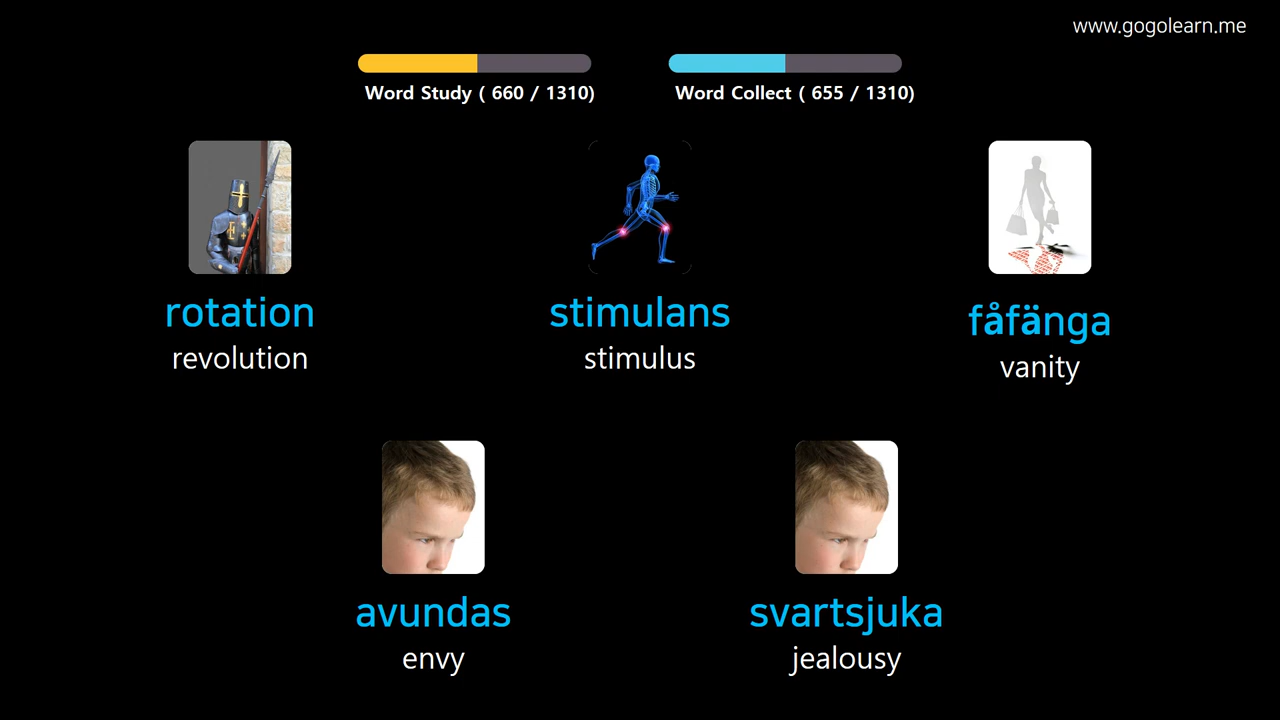 www.gogolearn.me
Word Study ( 660 / 1310)
Word Collect ( 655 / 1310)
rotation
revolution
stimulans
stimulus
fåfänga
vanity
avundas
envy
svartsjuka
jealousy